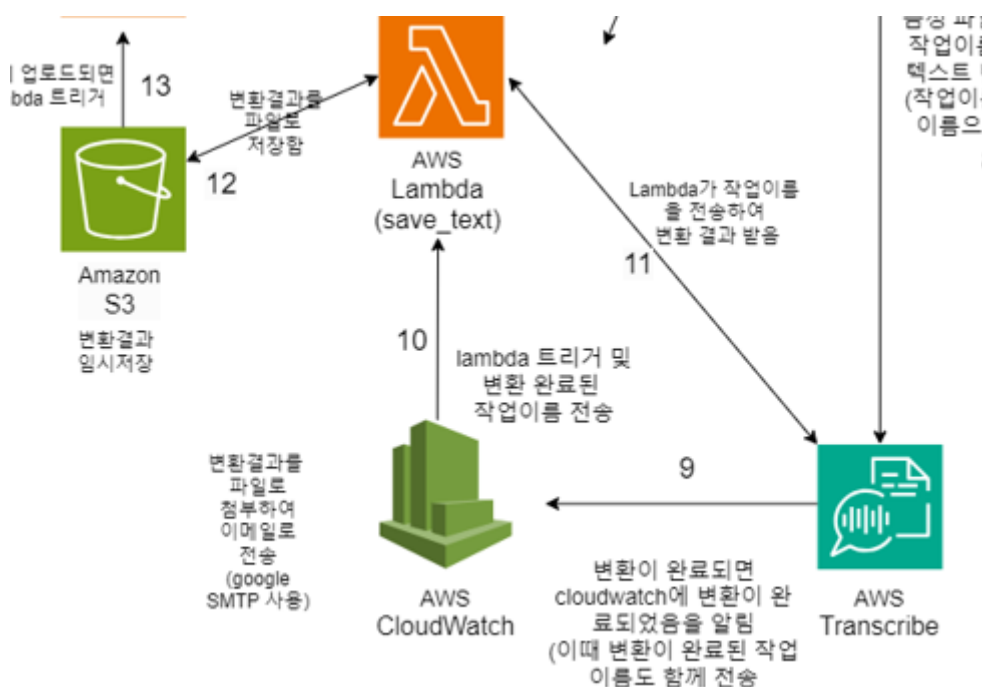 업로드되면
bda 트리거
13
변환결과를
파일로
저장함
12
AWS
Lambda
(save_text)
작업이름
텍스트
(작업이
이름으
Lambda가 작업이름
을 전송하여
변환 결과 받음
11
Amazon
S3
변환결과
임시저장
10
lambda 트리거 및
변환 완료된
작업이름 전송
변환결과를
파일로
첨부하여
이메일로
전송
(google
SMTP 사용)
9
AWS
CloudWatch
변환이 완료되면
cloudwatch에 변환이 완
료되었음을 알림
(이때 변환이 완료된 작업
이름도 함께 전송
AWS
Transcribe